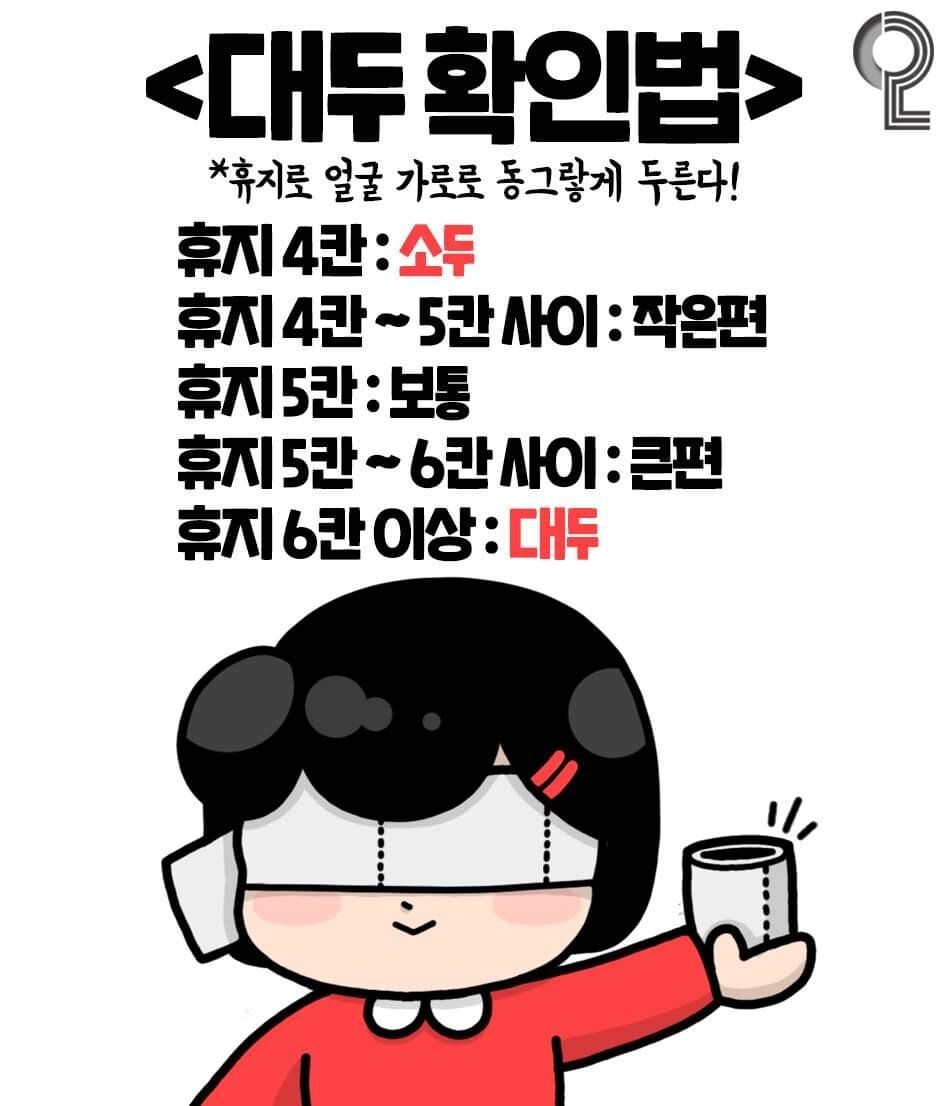 <대두 확인법>
*휴지로 얼굴 가로로 동그랗게 두른다!
휴지 4칸 : 소두
휴지 4칸 ~ 5칸 사이 : 작은편
휴지 5칸 : 보통
휴지 5칸 ~ 6칸 사이 : 큰편
휴지 6칸 이상 : 대두